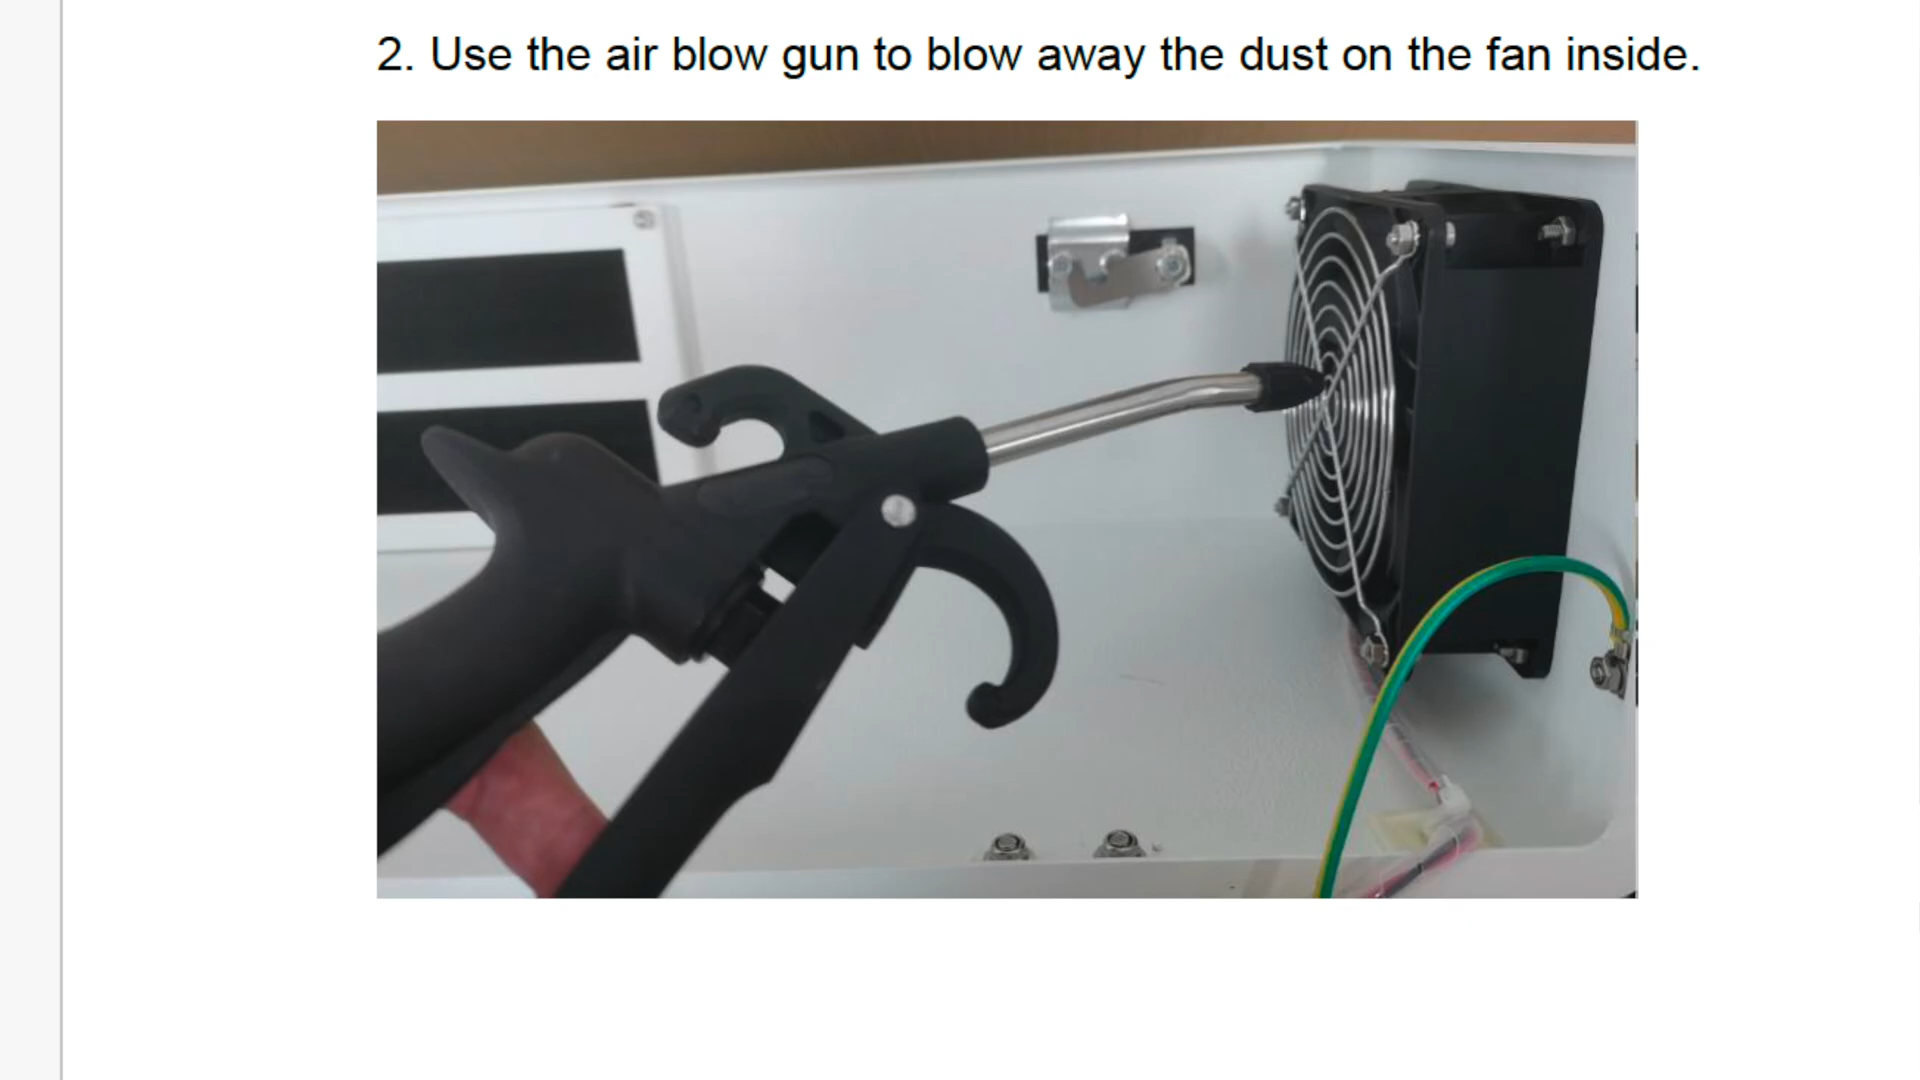 2. Use the air blow gun to blow away the dust on the fan inside.